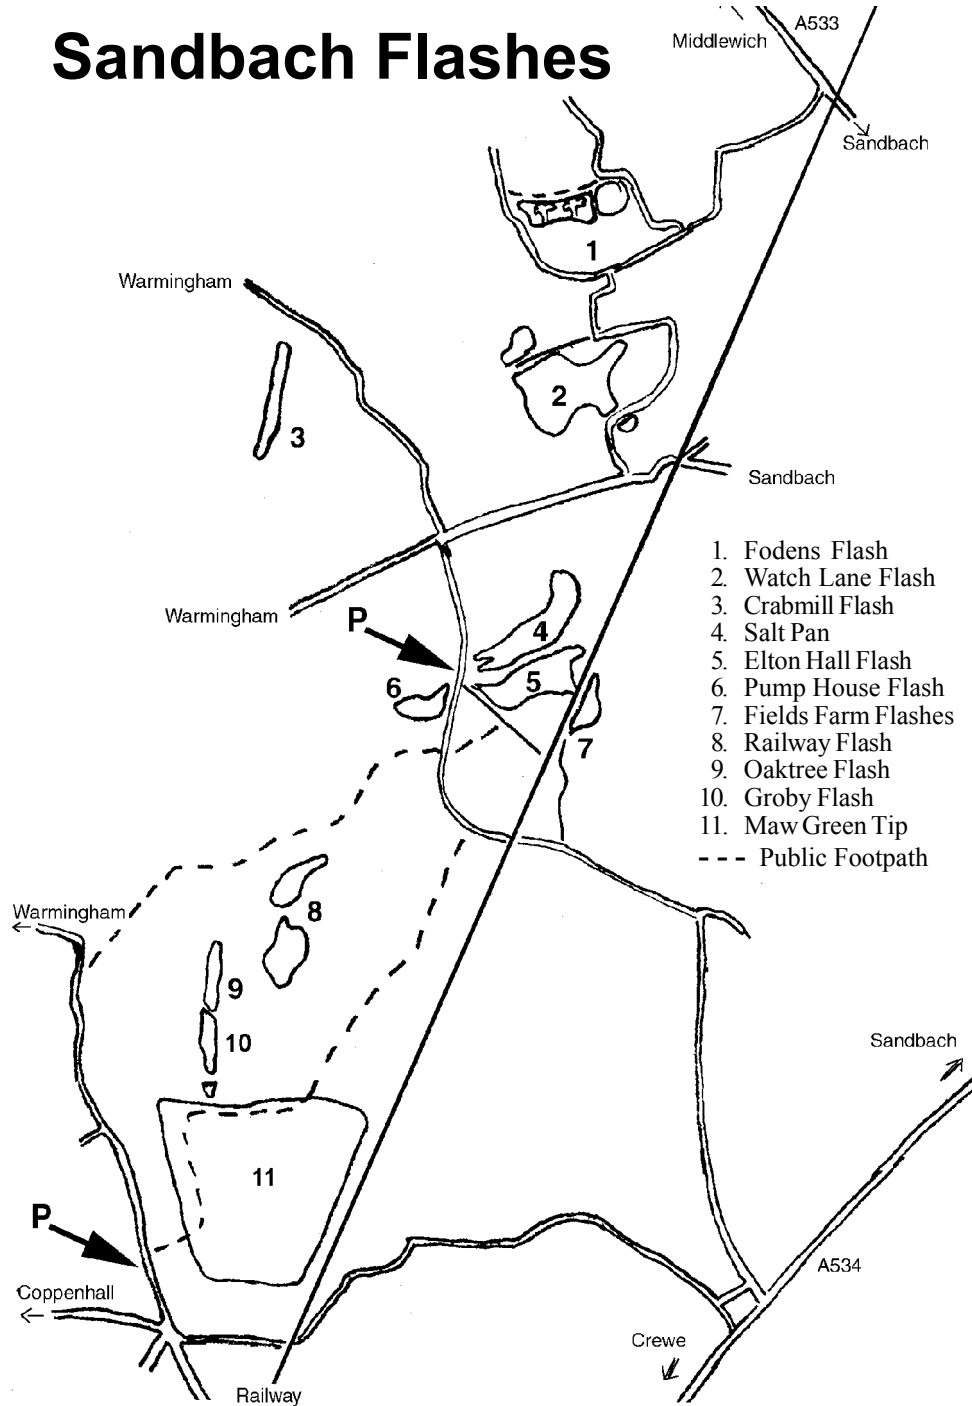 Sandbach Flashes
A533
Middlewich
Sandbach
1
Warmingham
2
3
Sandbach
Warmingham
P
4
5
6
7
1. Fodens Flash
2. Watch Lane Flash
3. Crabmill Flash
4. Salt Pan
5. Elton Hall Flash
6. Pump House Flash
7. Fields Farm Flashes
8. Railway Flash
9. Oaktree Flash
10. Groby Flash
11. Maw Green Tip
--- Public Footpath
Warmingham
8
9
10
Sandbach
11
P
A534
Coppenhall
Crewe
Railway